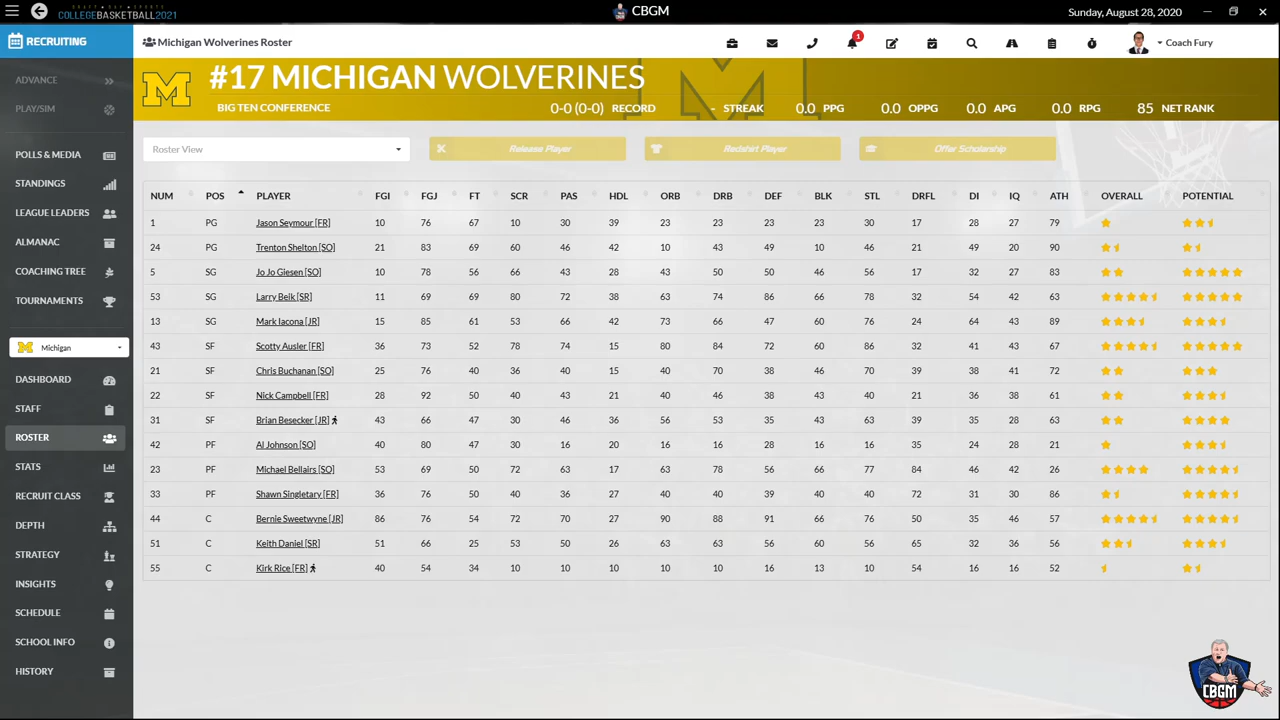 DRAFT DAY SPORTS
COLLEGEBASKETBALL2021
CBGM
Sunday, August 28, 2020
RECRUITING
Michigan Wolverines Roster
1
Coach Fury
ADVANCE
PLAY/SIM
#17 MICHIGAN WOLVERINES
BIG TEN CONFERENCE
0-0 (0-0) RECORD - STREAK 0.0 PPG 0.0 OPPG 0.0 APG 0.0 RPG 85 NET RANK
POLLS & MEDIA
STANDINGS
LEAGUE LEADERS
ALMANAC
COACHING TREE
TOURNAMENTS
Michigan
DASHBOARD
STAFF
ROSTER
STATS
RECRUIT CLASS
DEPTH
STRATEGY
INSIGHTS
SCHEDULE
SCHOOL INFO
HISTORY
Roster View
Release Player
Redshirt Player
Offer Scholarship
NUM POS PLAYER FGI FGJ FT SCR PAS HDL ORB DRB DEF BLK STL DRFL DI IQ ATH OVERALL POTENTIAL
1 PG Jason Seymour [FR] 10 76 67 10 30 39 23 23 23 23 30 17 28 27 79
24 PG Trenton Shelton [SO] 21 83 69 60 46 42 10 43 49 10 46 21 49 20 90
5 SG Jo Jo Giesen [SO] 10 78 56 66 43 28 43 50 50 46 56 17 32 27 83
53 SG Larry Beik [SR] 11 69 69 80 72 38 63 74 86 66 78 32 54 42 63
13 SG Mark Iacona [JR] 15 85 61 53 66 42 73 66 47 60 76 24 64 43 89
43 SF Scotty Ausler [FR] 36 73 52 78 74 15 80 84 72 60 86 32 41 43 67
21 SF Chris Buchanan [SO] 25 76 40 36 40 15 40 70 38 46 70 39 38 41 72
22 SF Nick Campbell [FR] 28 92 50 40 43 21 40 46 38 43 40 21 36 38 61
31 SF Brian Besecker [JR] 43 66 47 30 46 36 56 53 35 43 63 39 35 28 63
42 PF Al Johnson [SO] 40 80 47 30 16 20 16 16 28 16 16 35 24 28 21
23 PF Michael Bellairs [SO] 53 69 50 72 63 17 63 78 56 66 77 84 46 42 26
33 PF Shawn Singletary [FR] 36 76 50 40 36 27 40 40 39 40 40 72 31 30 86
44 C Bernie Sweetwyne [JR] 86 76 54 72 70 27 90 88 91 66 76 50 35 46 57
51 C Keith Daniel [SR] 51 66 25 53 50 26 63 63 56 60 56 65 32 36 56
55 C Kirk Rice [FR] 40 54 34 10 10 10 10 10 16 13 10 54 16 16 52
CBGM